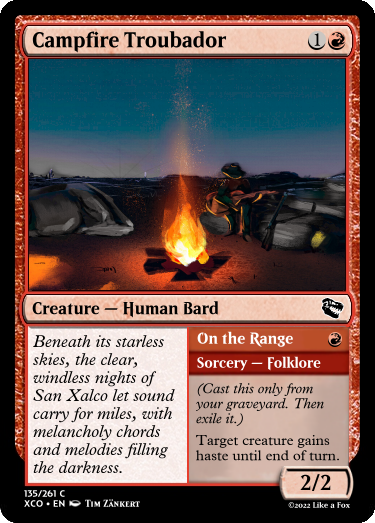 Campfire Troubador
1
Creature — Human Bard
Beneath its starless
skies, the clear,
windless nights of
San Xalco let sound
carry for miles, with
melancholy chords
and melodies filling
the darkness.
On the Range
Sorcery — Folklore
(Cast this only from
your graveyard. Then
exile it.)
Target creature gains
haste until end of turn.
2/2
135/261 C
XCO • EN Tim Zänkert
©2022 Like a Fox